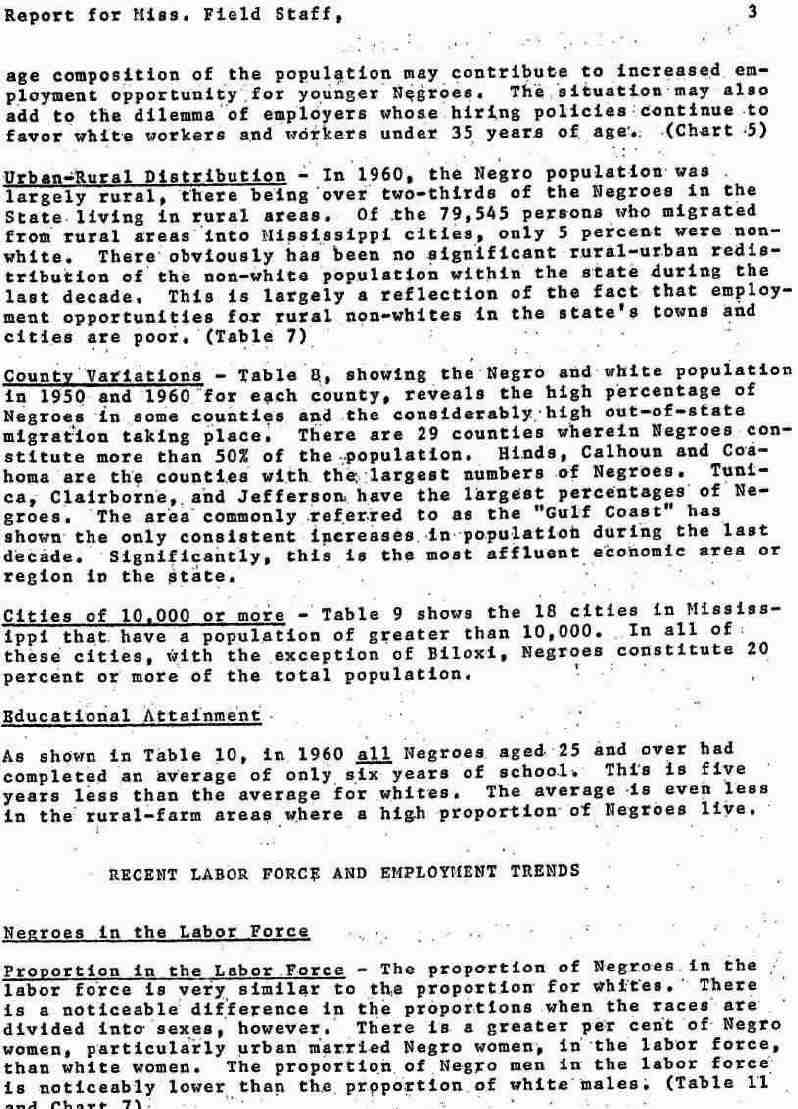 Report for Miss. Field Staff, 3
age composition of the population may contribute to increased em-
ployment opportunity for younger Negroes. The situation may also
add to the dilemma of employers whose hiring policies continue to
favor white workers and workers under 35 years of age. (Chart 5)
Urban-Rural Distribution - In 1960, the Negro population was
largely rural, there being over two-thirds of the Negroes in the
State living in rural areas. Of the 79,545 persons who migrated
from rural areas into Mississippi cities, only 5 percent were non-
white. There obviously has been no significant rural-urban redis-
tribution of the non-white population within the state during the
last decade. This is largely a reflection of the fact that employ-
ment opportunities for rural non-whites in the state's towns and
cities are poor. (Table 7)
County Variations - Table 8, showing the Negro and white population
in 1950 and 1960 for each county, reveals the high percentage of
Negroes in some counties and the considerably high out-of-state
migration taking place. There are 29 counties wherein Negroes con-
stitute more than 50% of the population. Hinds, Calhoun and Coa-
homa are the counties with the largest numbers of Negroes. Tuni-
ca, Clairborne, and Jefferson have the largest percentages of Ne-
groes. The area commonly referred to as the "Gulf Coast" has
shown the only consistent increases in population during the last
decade. Significantly, this is the most affluent economic area or
region in the state.
Cities of 10,000 or more - Table 9 shows the 18 cities in Mississ-
ippi that have a population of greater than 10,000. In all of
these cities, with the exception of Biloxi, Negroes constitute 20
percent or more of the total population.
Educational Attainment
As shown in Table 10, in 1960 all Negroes aged 25 and over had
completed an average of only six years of school. This is five
years less than the average for whites. The average is even less
in the rural-farm areas where a high proportion of Negroes live.
RECENT LABOR FORCE AND EMPLOYMENT TRENDS
Negroes in the Labor Force
Proportion in the Labor Force - The proportion of Negroes in the
labor force is very similar to the proportion for whites. There
is a noticeable difference in the proportions when the races are
divided into sexes, however. There is a greater per cent of Negro
women, particularly urban married Negro women, in the labor force,
than white women. The proportion of Negro men in the labor force
is noticeably lower than the proportion of white males. (Table 11
and Chart 7)